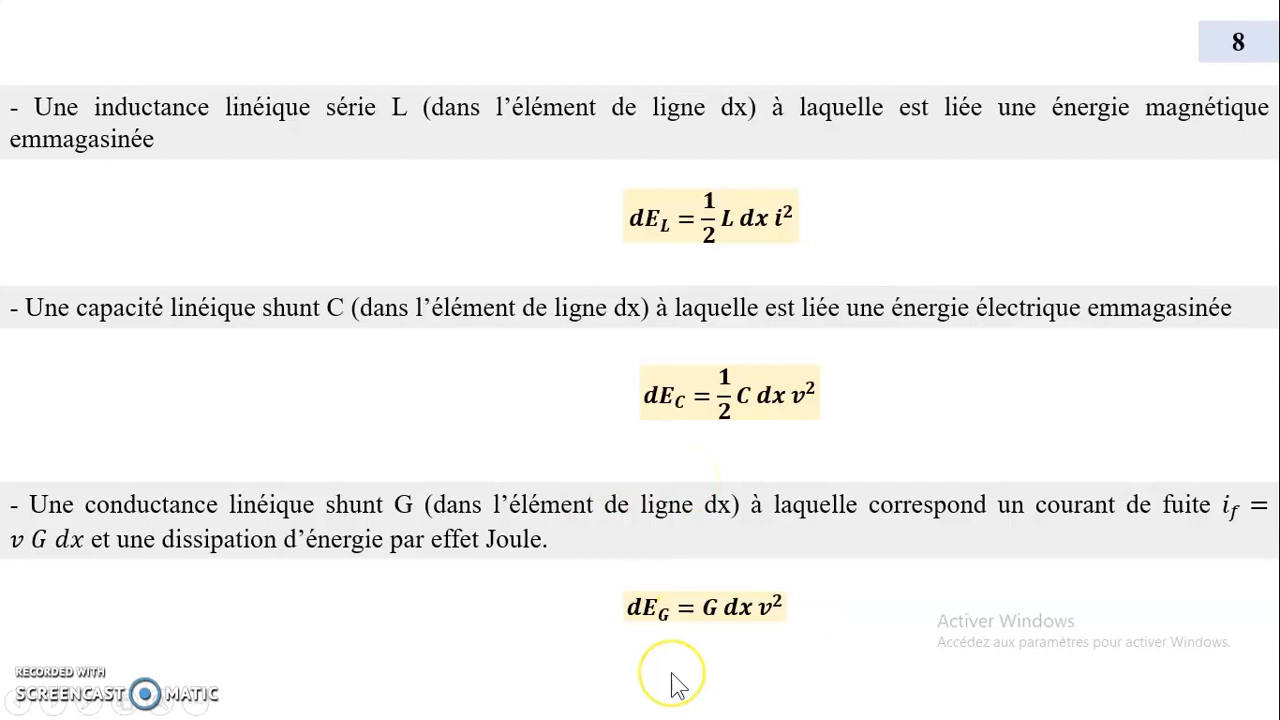 8
- Une inductance linéique série L (dans l’élément de ligne dx) à laquelle est liée une énergie magnétique
emmagasinée
dE_L = 1/2 L dx i²
- Une capacité linéique shunt C (dans l’élément de ligne dx) à laquelle est liée une énergie électrique emmagasinée
dE_C = 1/2 C dx v²
- Une conductance linéique shunt G (dans l’élément de ligne dx) à laquelle correspond un courant de fuite i_f =
v G dx et une dissipation d’énergie par effet Joule.
dE_G = G dx v²
Activer Windows
Accédez aux paramètres pour activer Windows.
RECORDED WITH
SCREENCAST MATIC